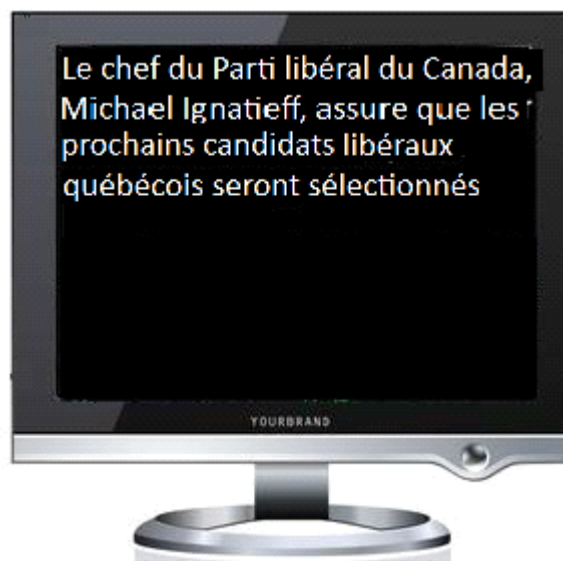 Le chef du Parti libéral du Canada,
Michael Ignatieff, assure que les
prochains candidats libéraux
québécois seront sélectionnés
YOURBRAND